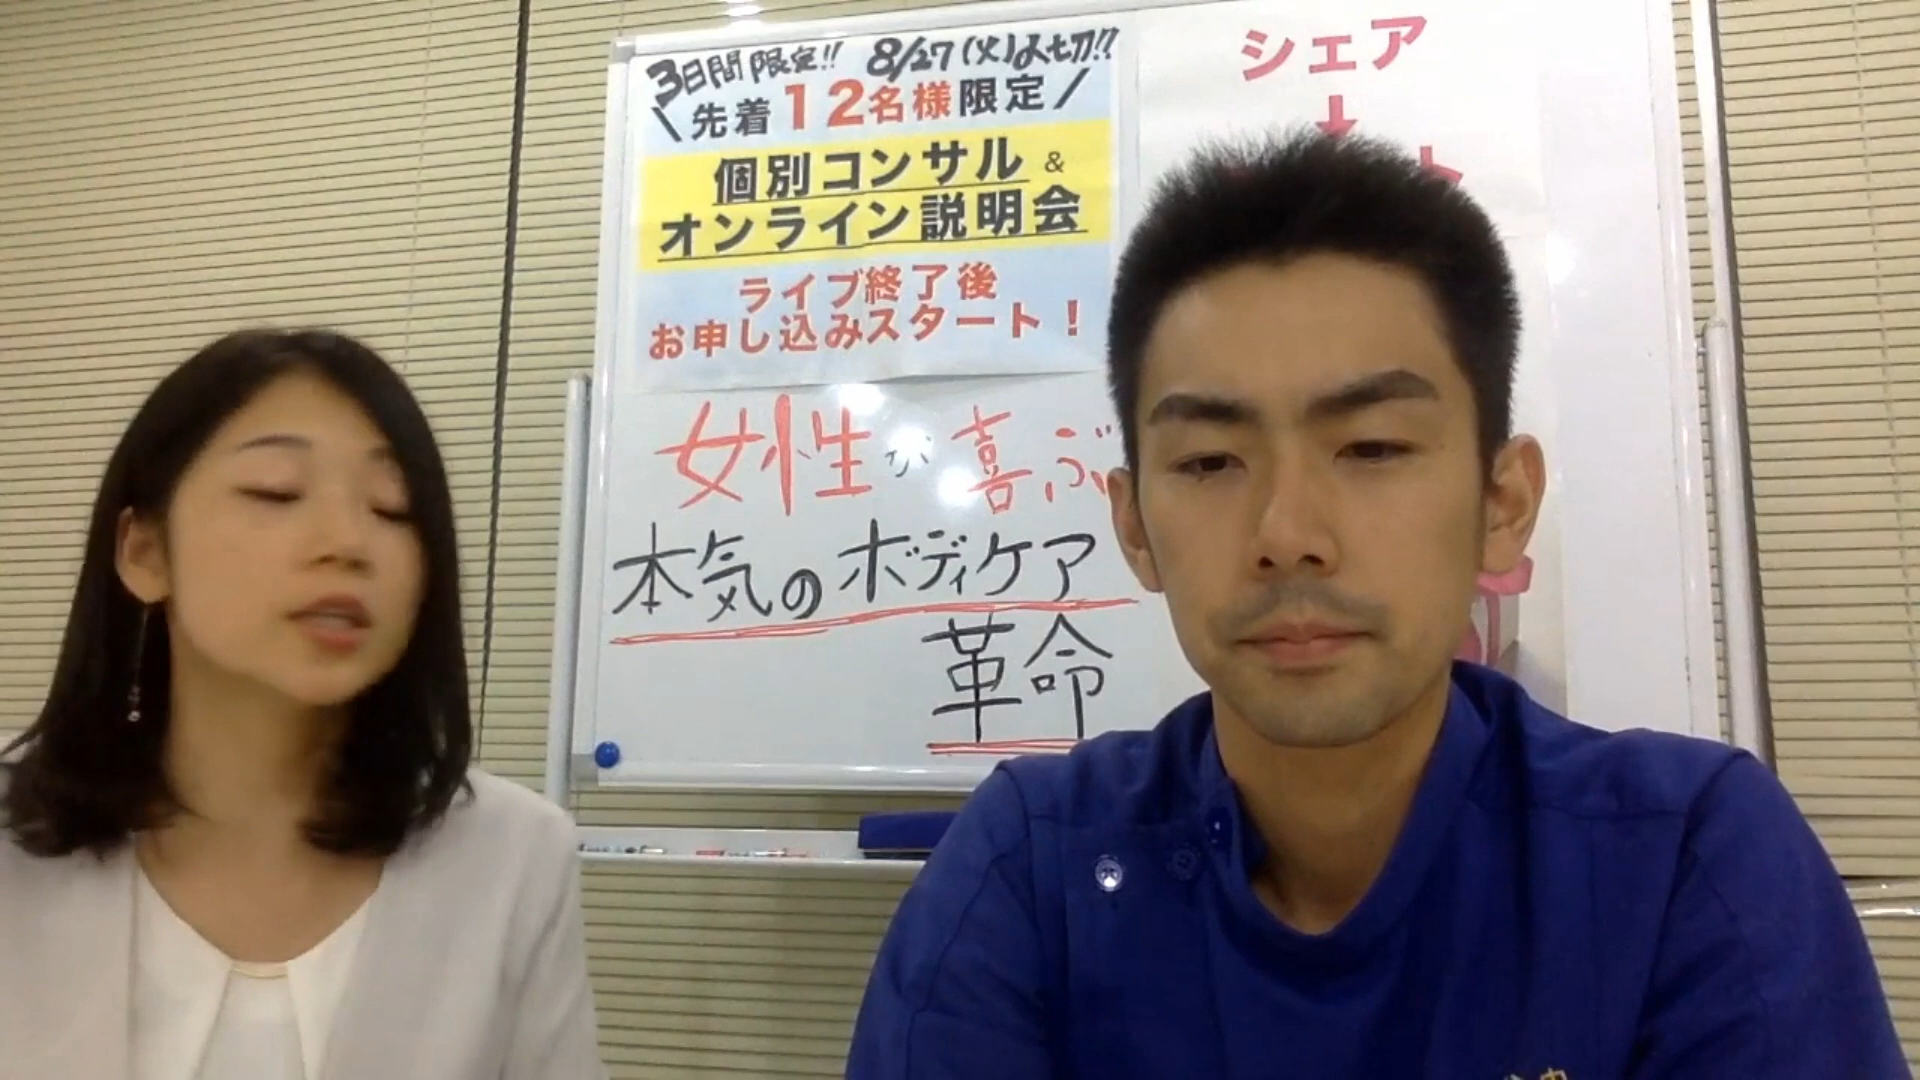 3日間限定!! 8/27(火)〆切!!
\先着12名様限定/
個別コンサル &
オンライン説明会
ライブ終了後
お申し込みスタート！
女性が喜ぶ
本気のボディケア
革命
シェア
↓
ト